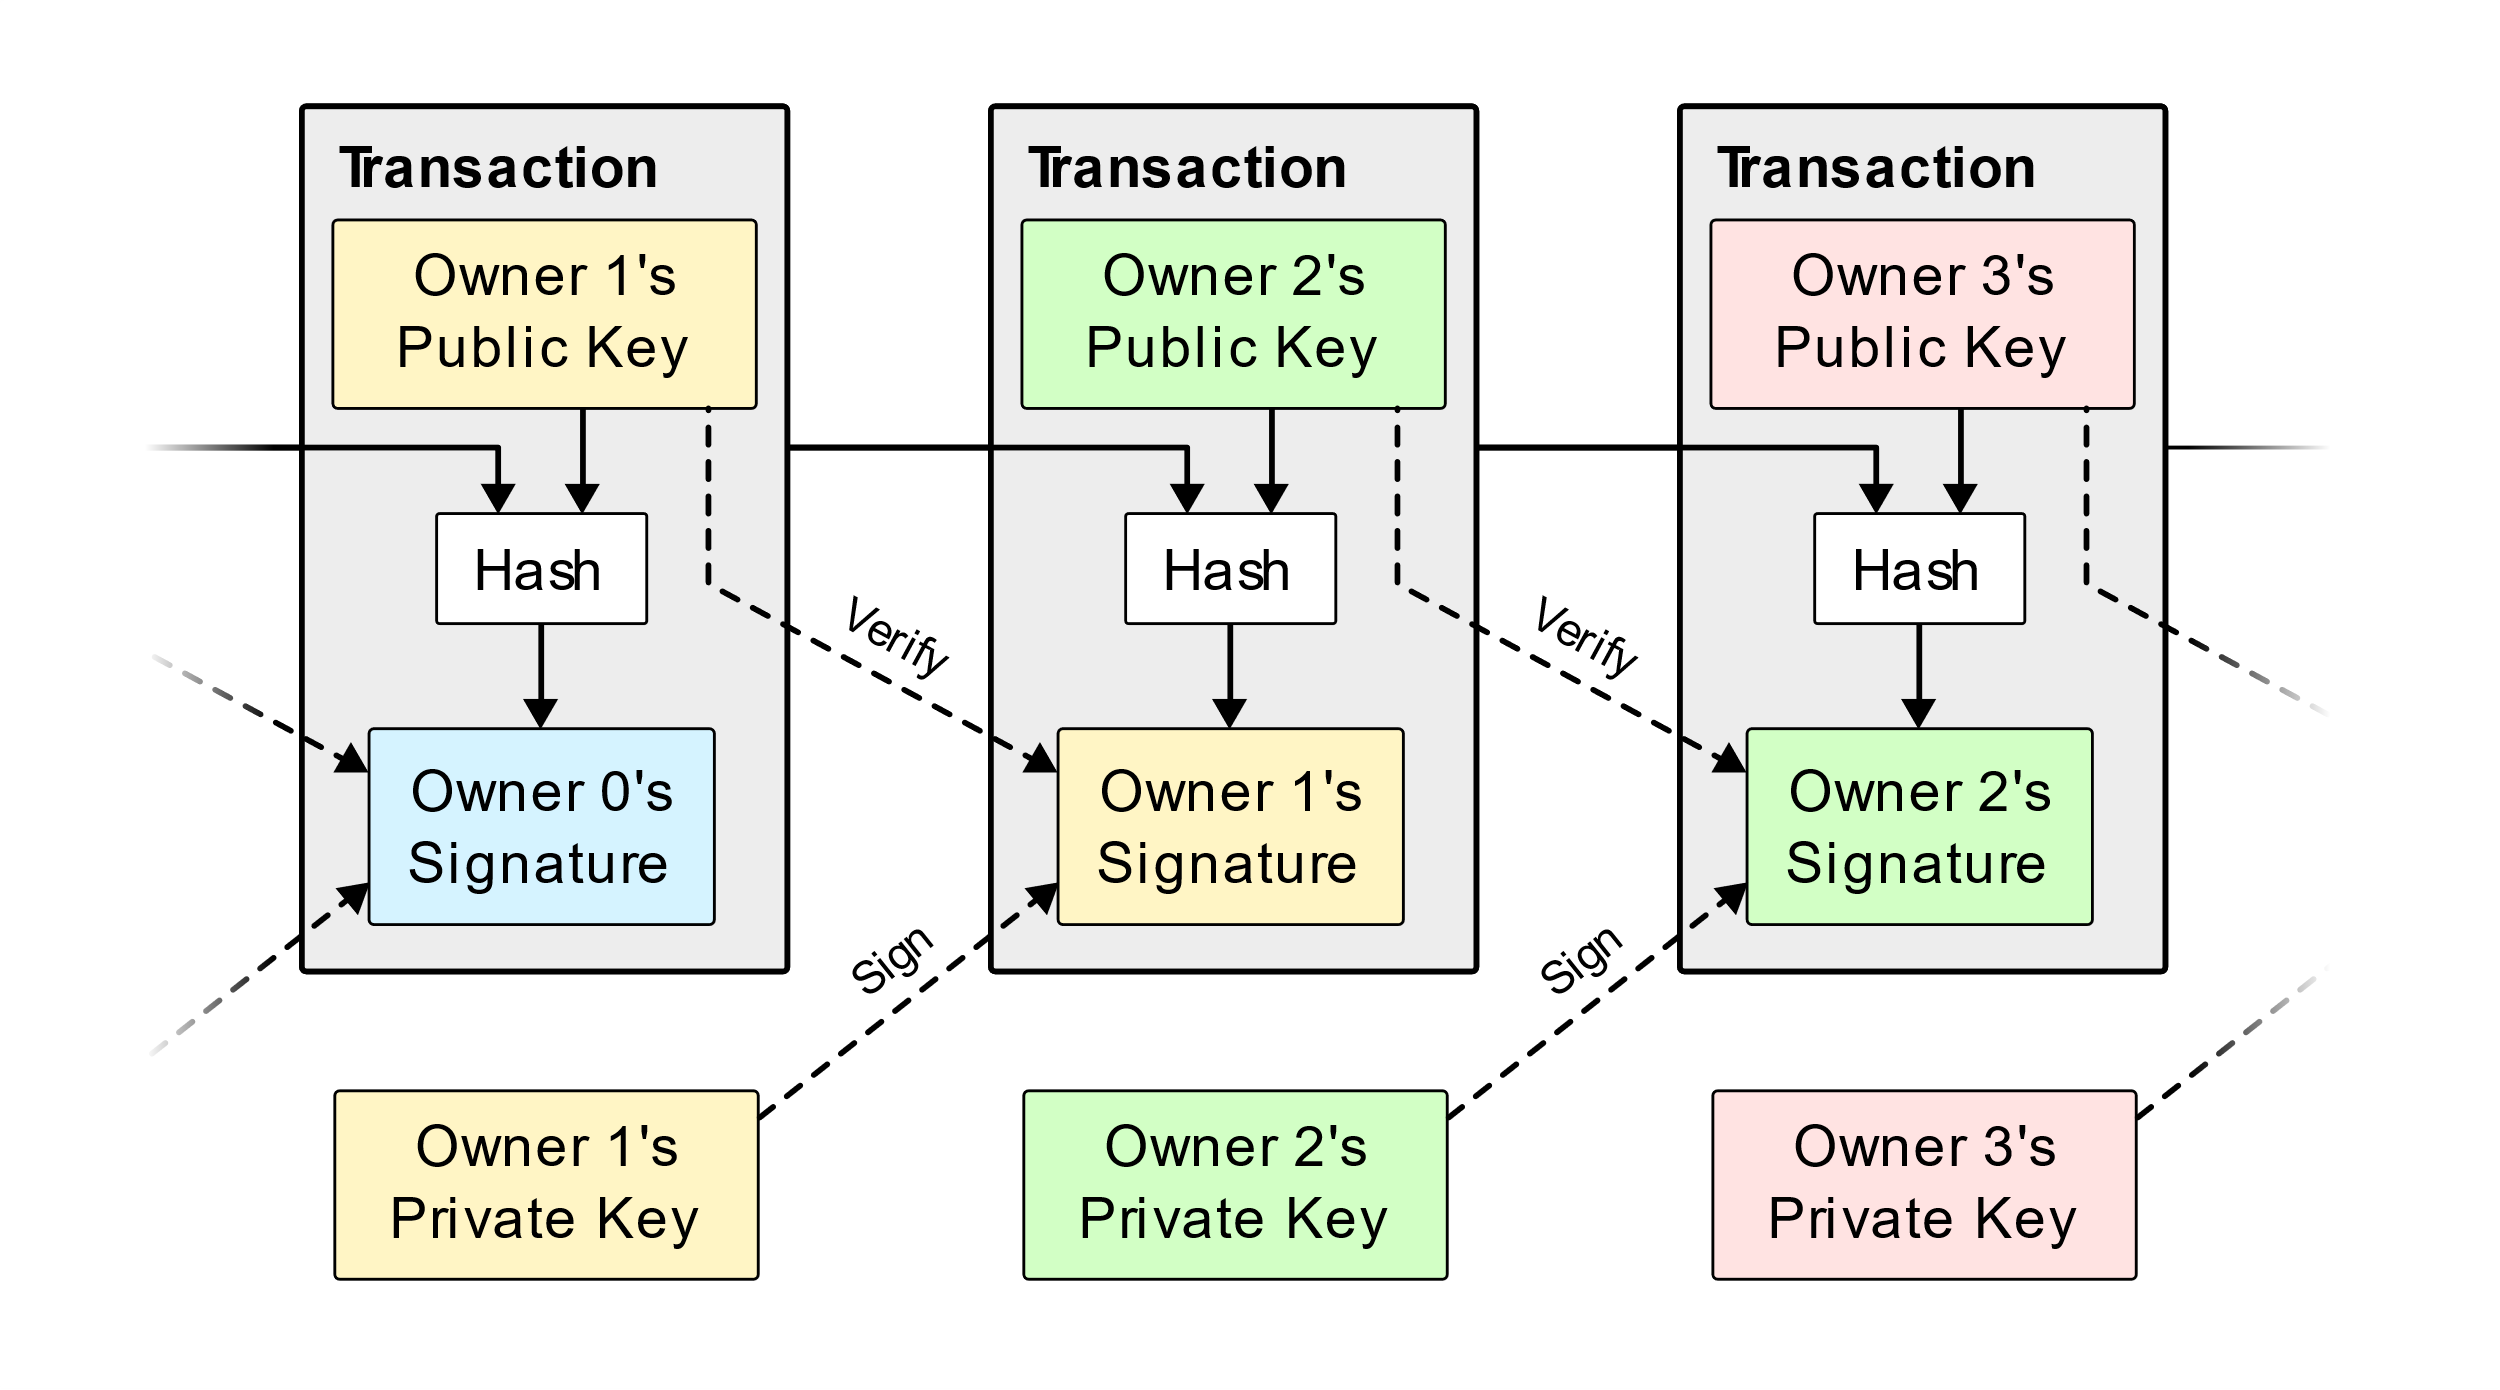 Transaction
Owner 1's
Public Key
Hash
Owner 0's
Signature
Transaction
Owner 2's
Public Key
Hash
Owner 1's
Signature
Transaction
Owner 3's
Public Key
Hash
Owner 2's
Signature
Verify
Verify
Sign
Sign
Owner 1's
Private Key
Owner 2's
Private Key
Owner 3's
Private Key